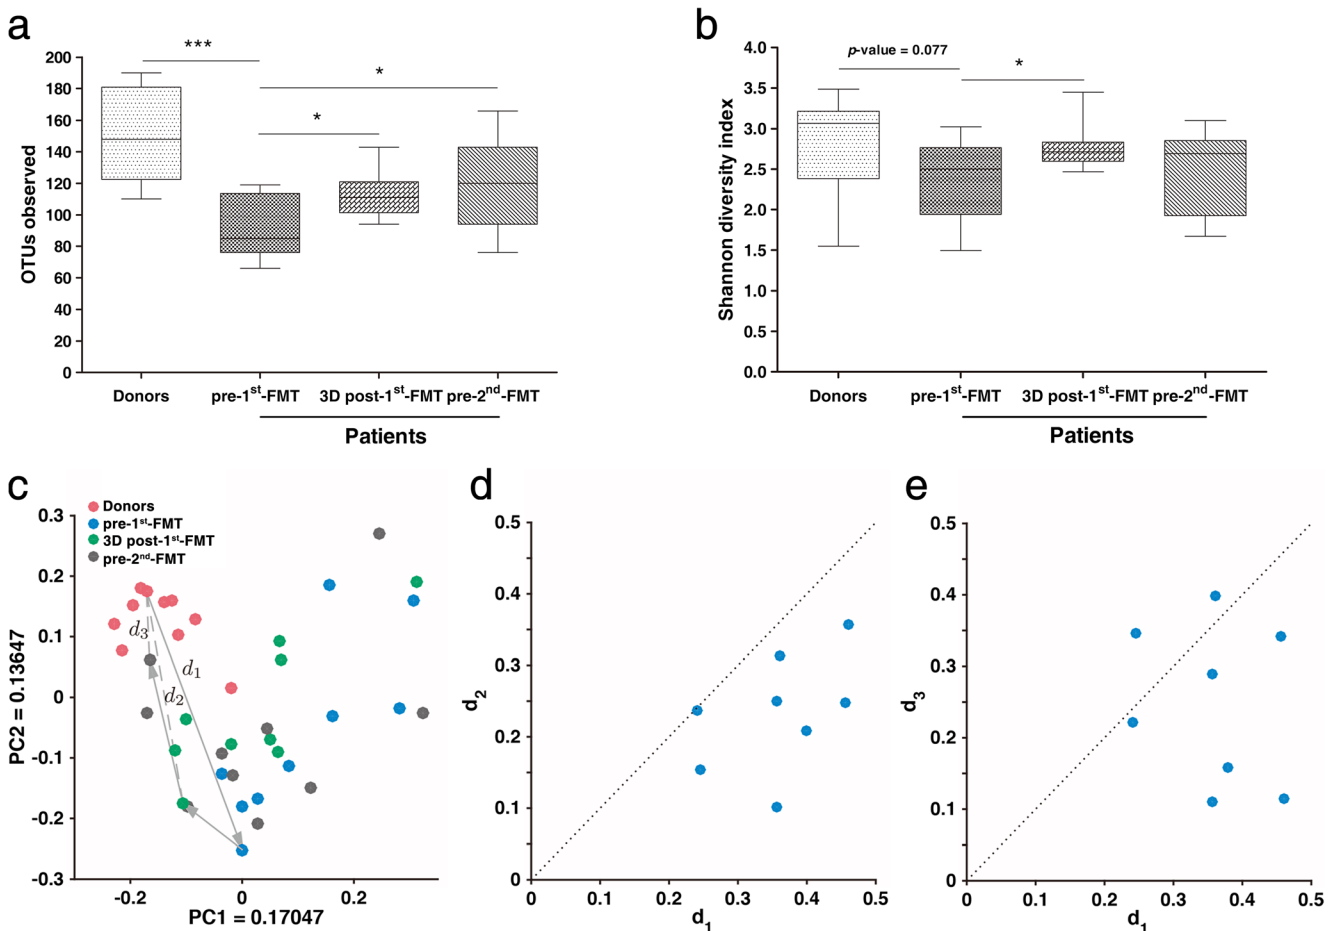 a
200
180
160
140
120
100
80
60
40
20
0
OTUs observed
***
*
*
Donors
pre-1st-FMT
3D post-1st-FMT
pre-2nd-FMT
Patients
b
4.0
3.5
3.0
2.5
2.0
1.5
1.0
0.5
0.0
Shannon diversity index
p-value = 0.077
*
Donors
pre-1st-FMT
3D post-1st-FMT
pre-2nd-FMT
Patients
c
Donors
pre-1st-FMT
3D post-1st-FMT
pre-2nd-FMT
0.3
0.2
0.1
0
-0.1
-0.2
-0.3
PC2 = 0.13647
d3
d1
d2
-0.2
0
0.2
PC1 = 0.17047
d
0.5
0.4
0.3
0.2
0.1
0
d2
0
0.1
0.2
0.3
0.4
0.5
d1
e
0.5
0.4
0.3
0.2
0.1
0
d3
0
0.1
0.2
0.3
0.4
0.5
d1